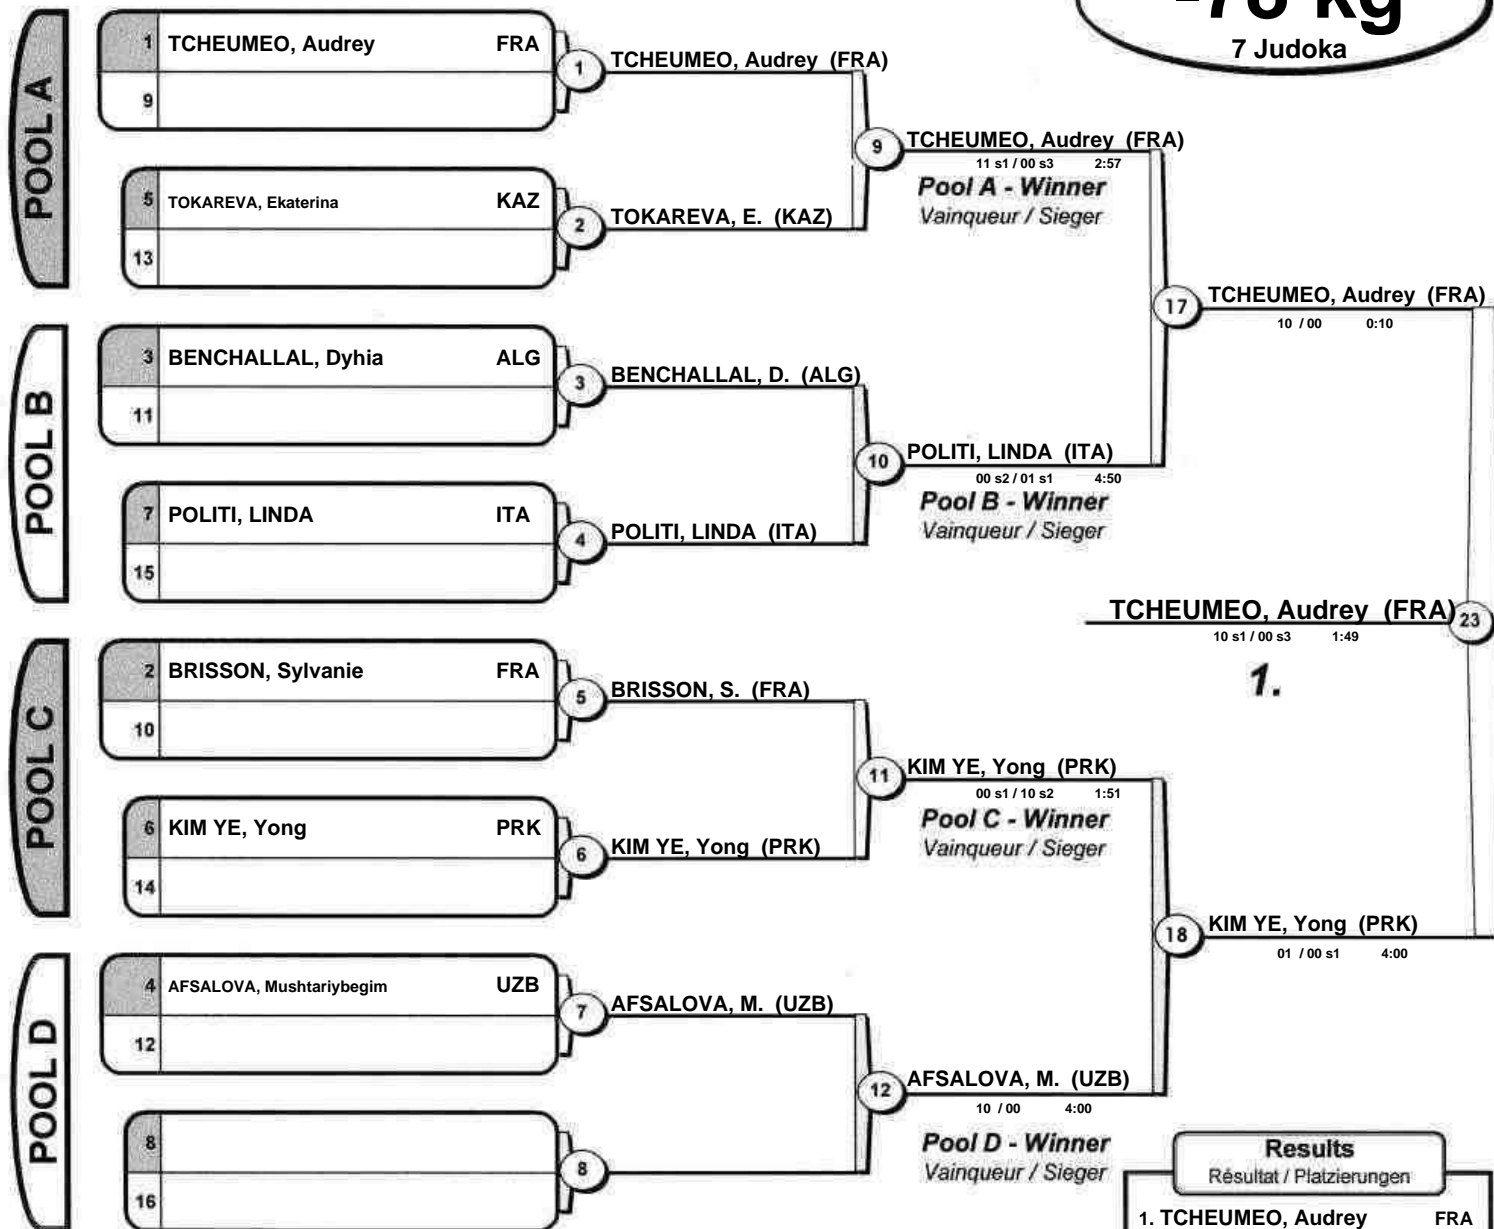 -78 kg
7 Judoka
POOL A
1 TCHEUMEO, Audrey FRA
9
5 TOKAREVA, Ekaterina KAZ
13
1 TCHEUMEO, Audrey (FRA)
2 TOKAREVA, E. (KAZ)
9 TCHEUMEO, Audrey (FRA)
11 s1 / 00 s3 2:57
Pool A - Winner
Vainqueur / Sieger
POOL B
3 BENCHALLAL, Dyhia ALG
11
7 POLITI, LINDA ITA
15
3 BENCHALLAL, D. (ALG)
4 POLITI, LINDA (ITA)
10 POLITI, LINDA (ITA)
00 s2 / 01 s1 4:50
Pool B - Winner
Vainqueur / Sieger
17 TCHEUMEO, Audrey (FRA)
10 / 00 0:10
TCHEUMEO, Audrey (FRA) 23
10 s1 / 00 s3 1:49
1.
POOL C
2 BRISSON, Sylvanie FRA
10
6 KIM YE, Yong PRK
14
5 BRISSON, S. (FRA)
6 KIM YE, Yong (PRK)
11 KIM YE, Yong (PRK)
00 s1 / 10 s2 1:51
Pool C - Winner
Vainqueur / Sieger
POOL D
4 AFSALOVA, Mushtariybegim UZB
12
8
16
7 AFSALOVA, M. (UZB)
8
12 AFSALOVA, M. (UZB)
10 / 00 4:00
Pool D - Winner
Vainqueur / Sieger
18 KIM YE, Yong (PRK)
01 / 00 s1 4:00
Results
Résultat / Platzierungen
1. TCHEUMEO, Audrey FRA